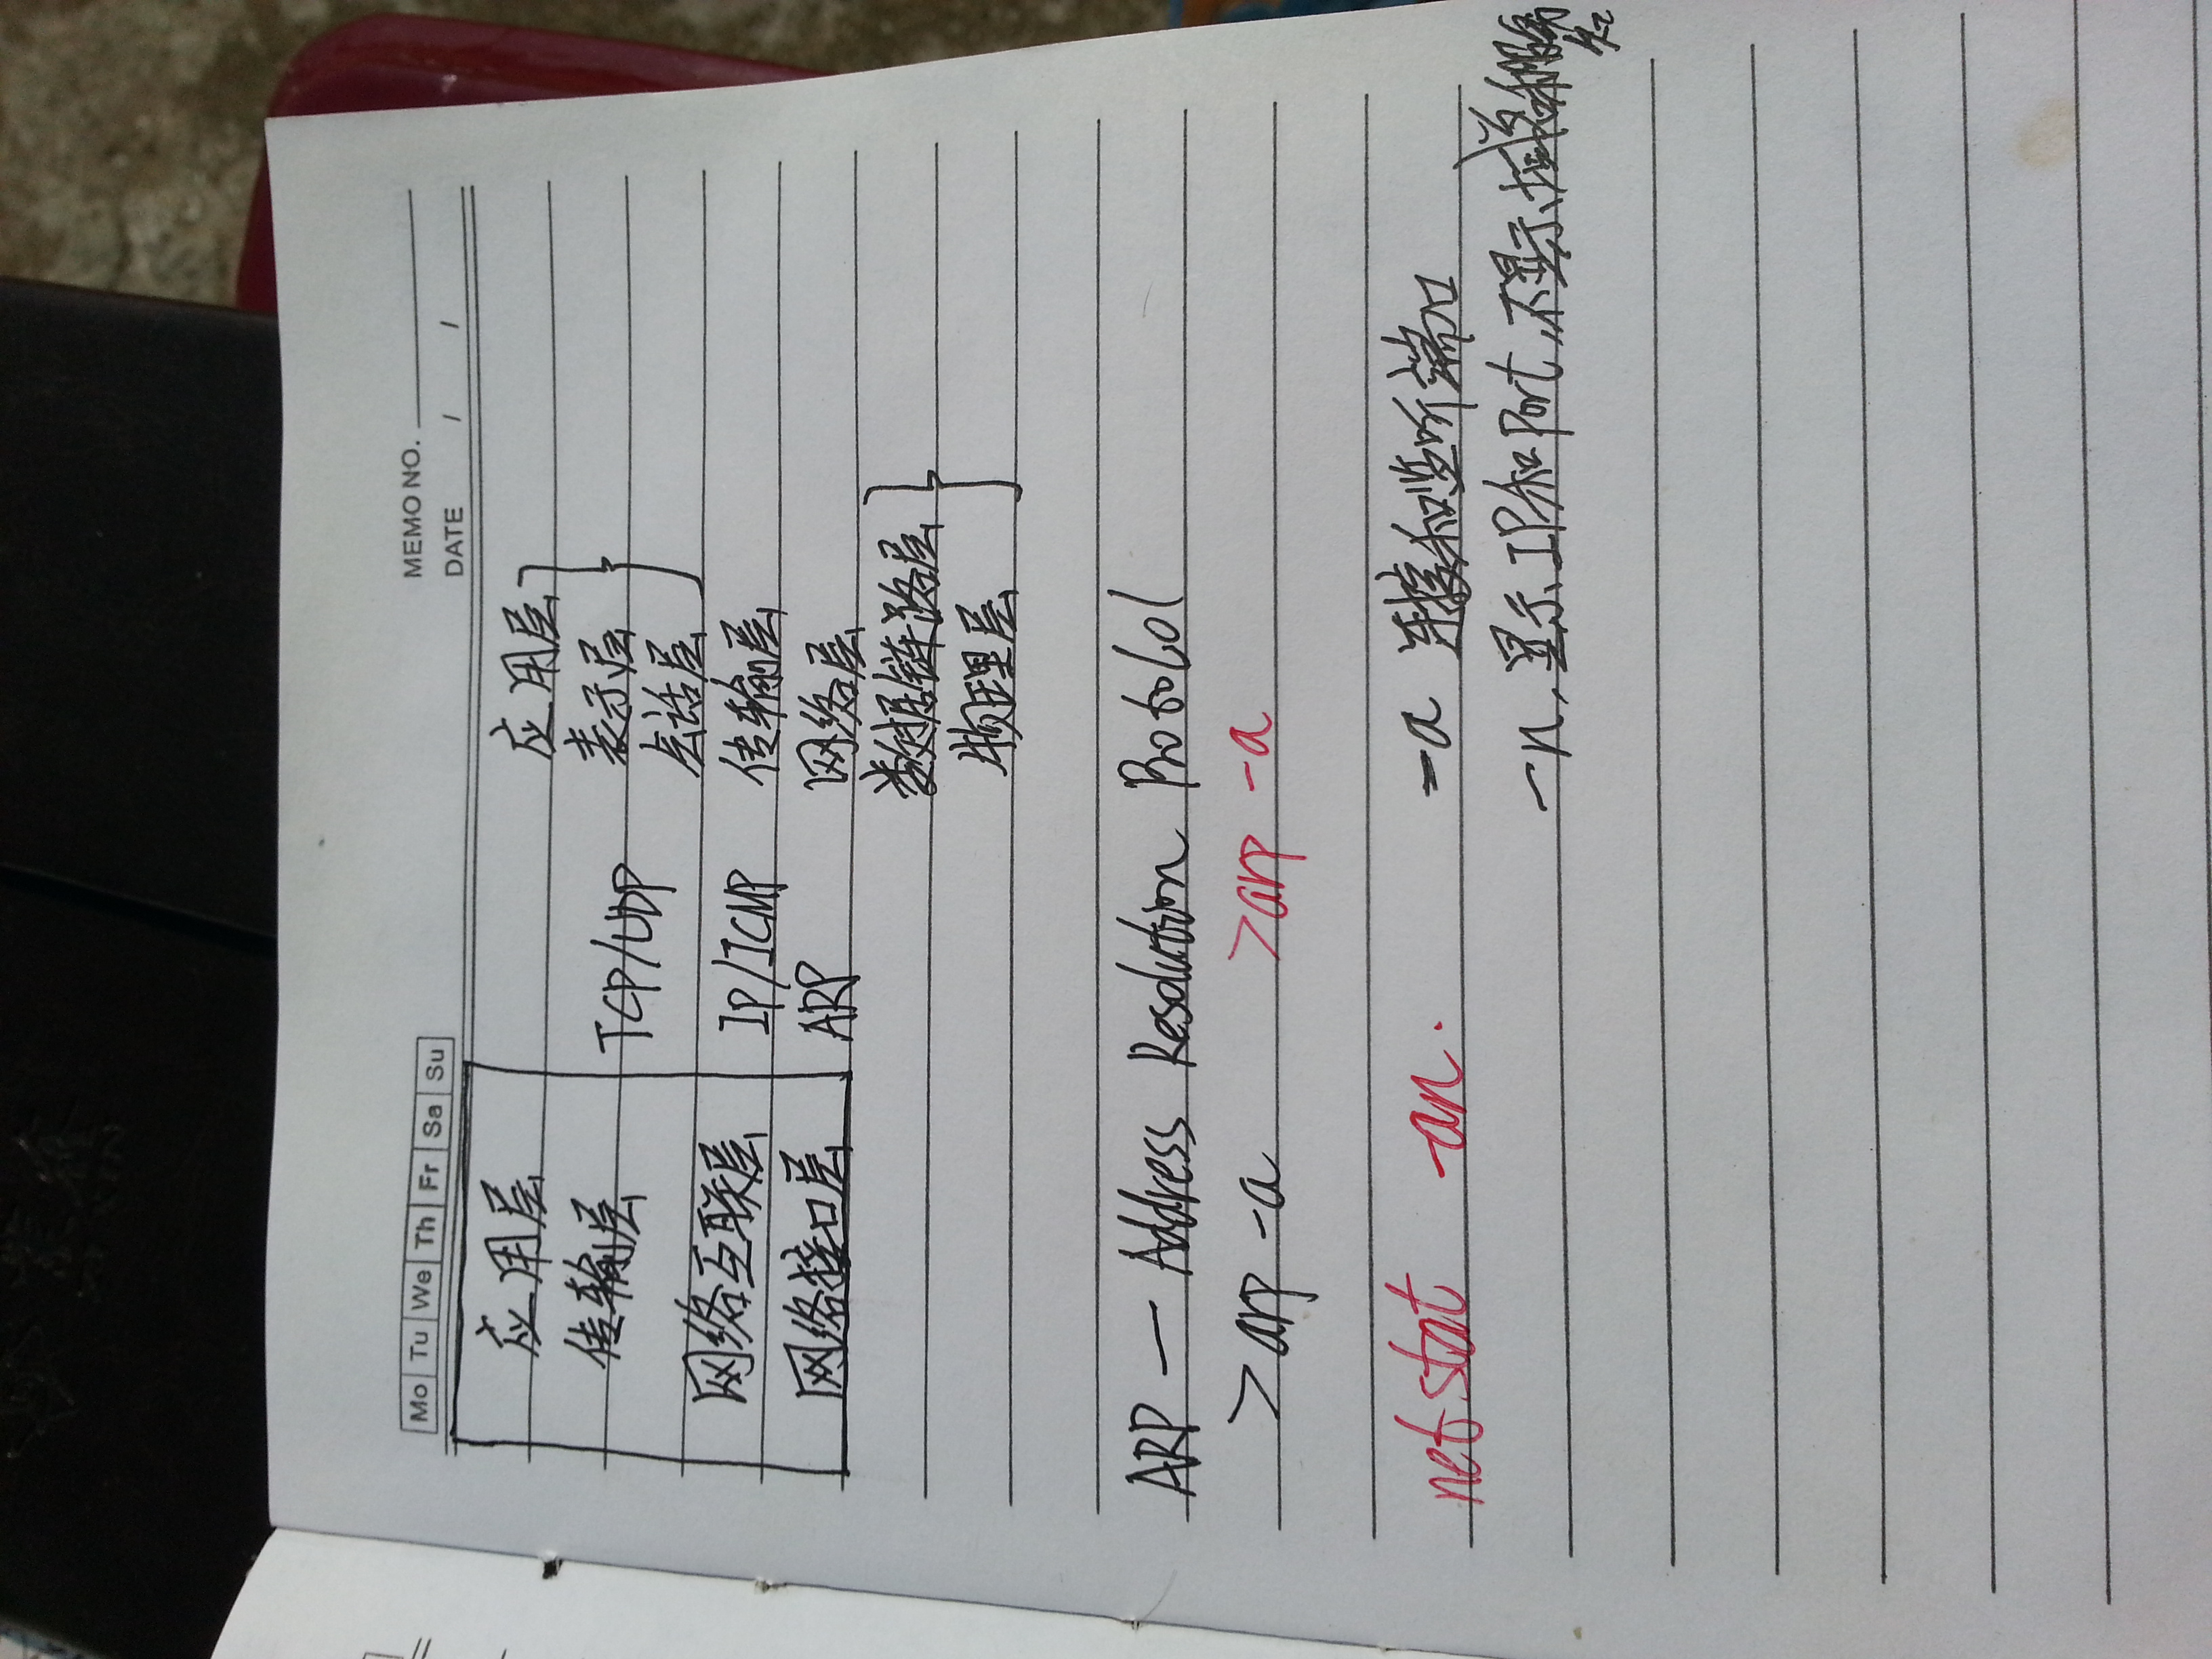 Mo Tu We Th Fr Sa Su
MEMO NO.
DATE / /
应用层
传输层 TCP/UDP
网络互联层 IP/ICMP
网络接口层 ARP
应用层
表示层
会话层
传输层
网络层
数据链路层
物理层
ARP — Address Resolution Protocol
>arp -a >arp -a
netstat -an. -a 连接和监听端口
-n, 显示IP和Port, 不显示域名和服务